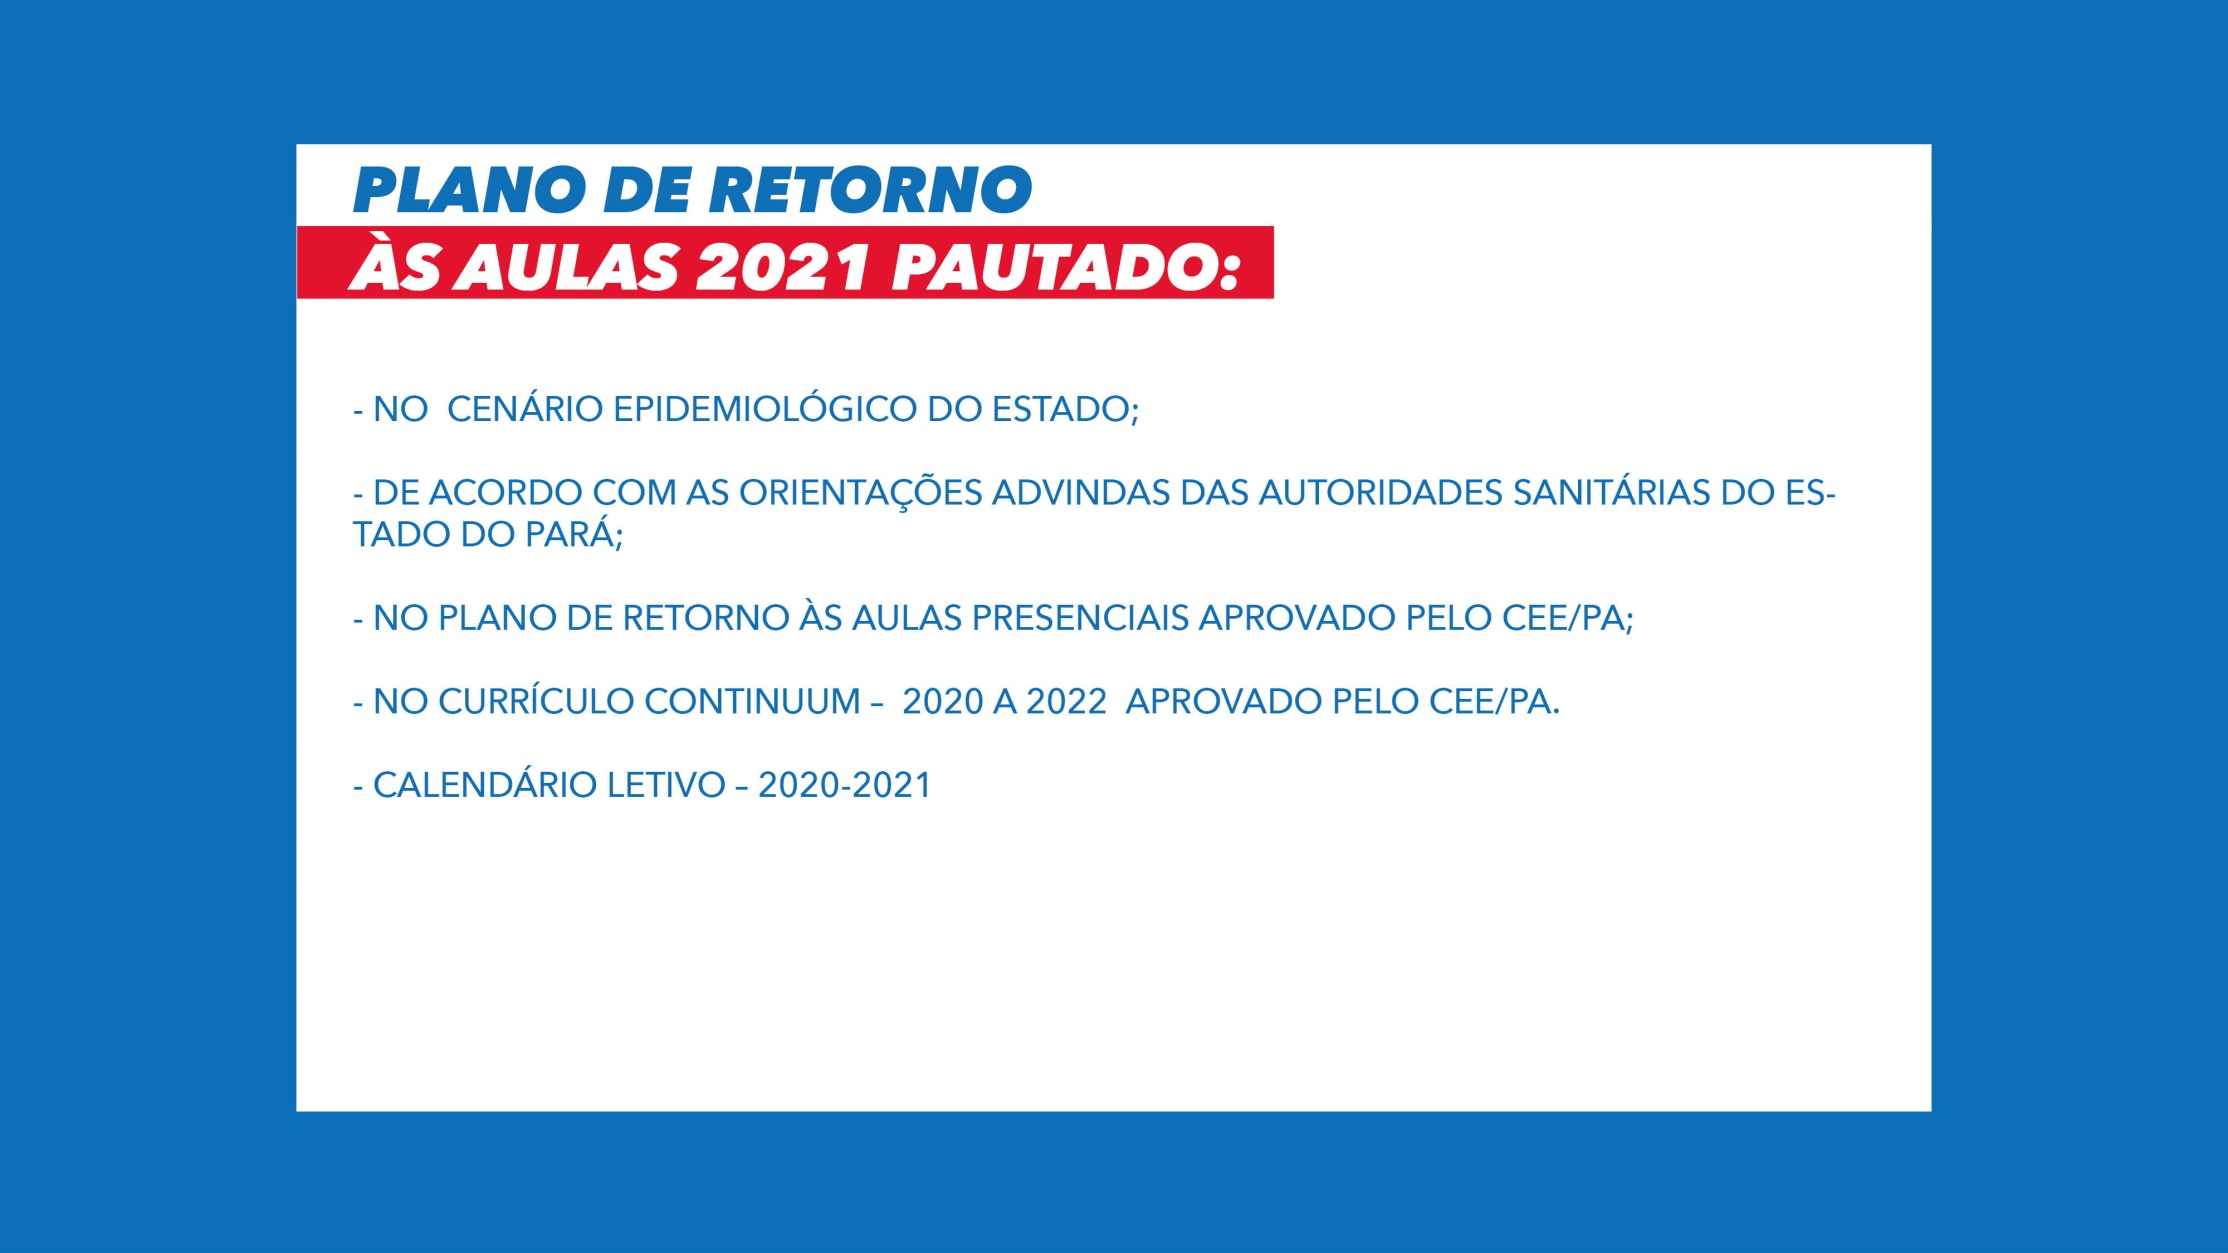 PLANO DE RETORNO
ÀS AULAS 2021 PAUTADO:
- NO  CENÁRIO EPIDEMIOLÓGICO DO ESTADO;
- DE ACORDO COM AS ORIENTAÇÕES ADVINDAS DAS AUTORIDADES SANITÁRIAS DO ES-
TADO DO PARÁ;
- NO PLANO DE RETORNO ÀS AULAS PRESENCIAIS APROVADO PELO CEE/PA;
- NO CURRÍCULO CONTINUUM –  2020 A 2022  APROVADO PELO CEE/PA.
- CALENDÁRIO LETIVO – 2020-2021